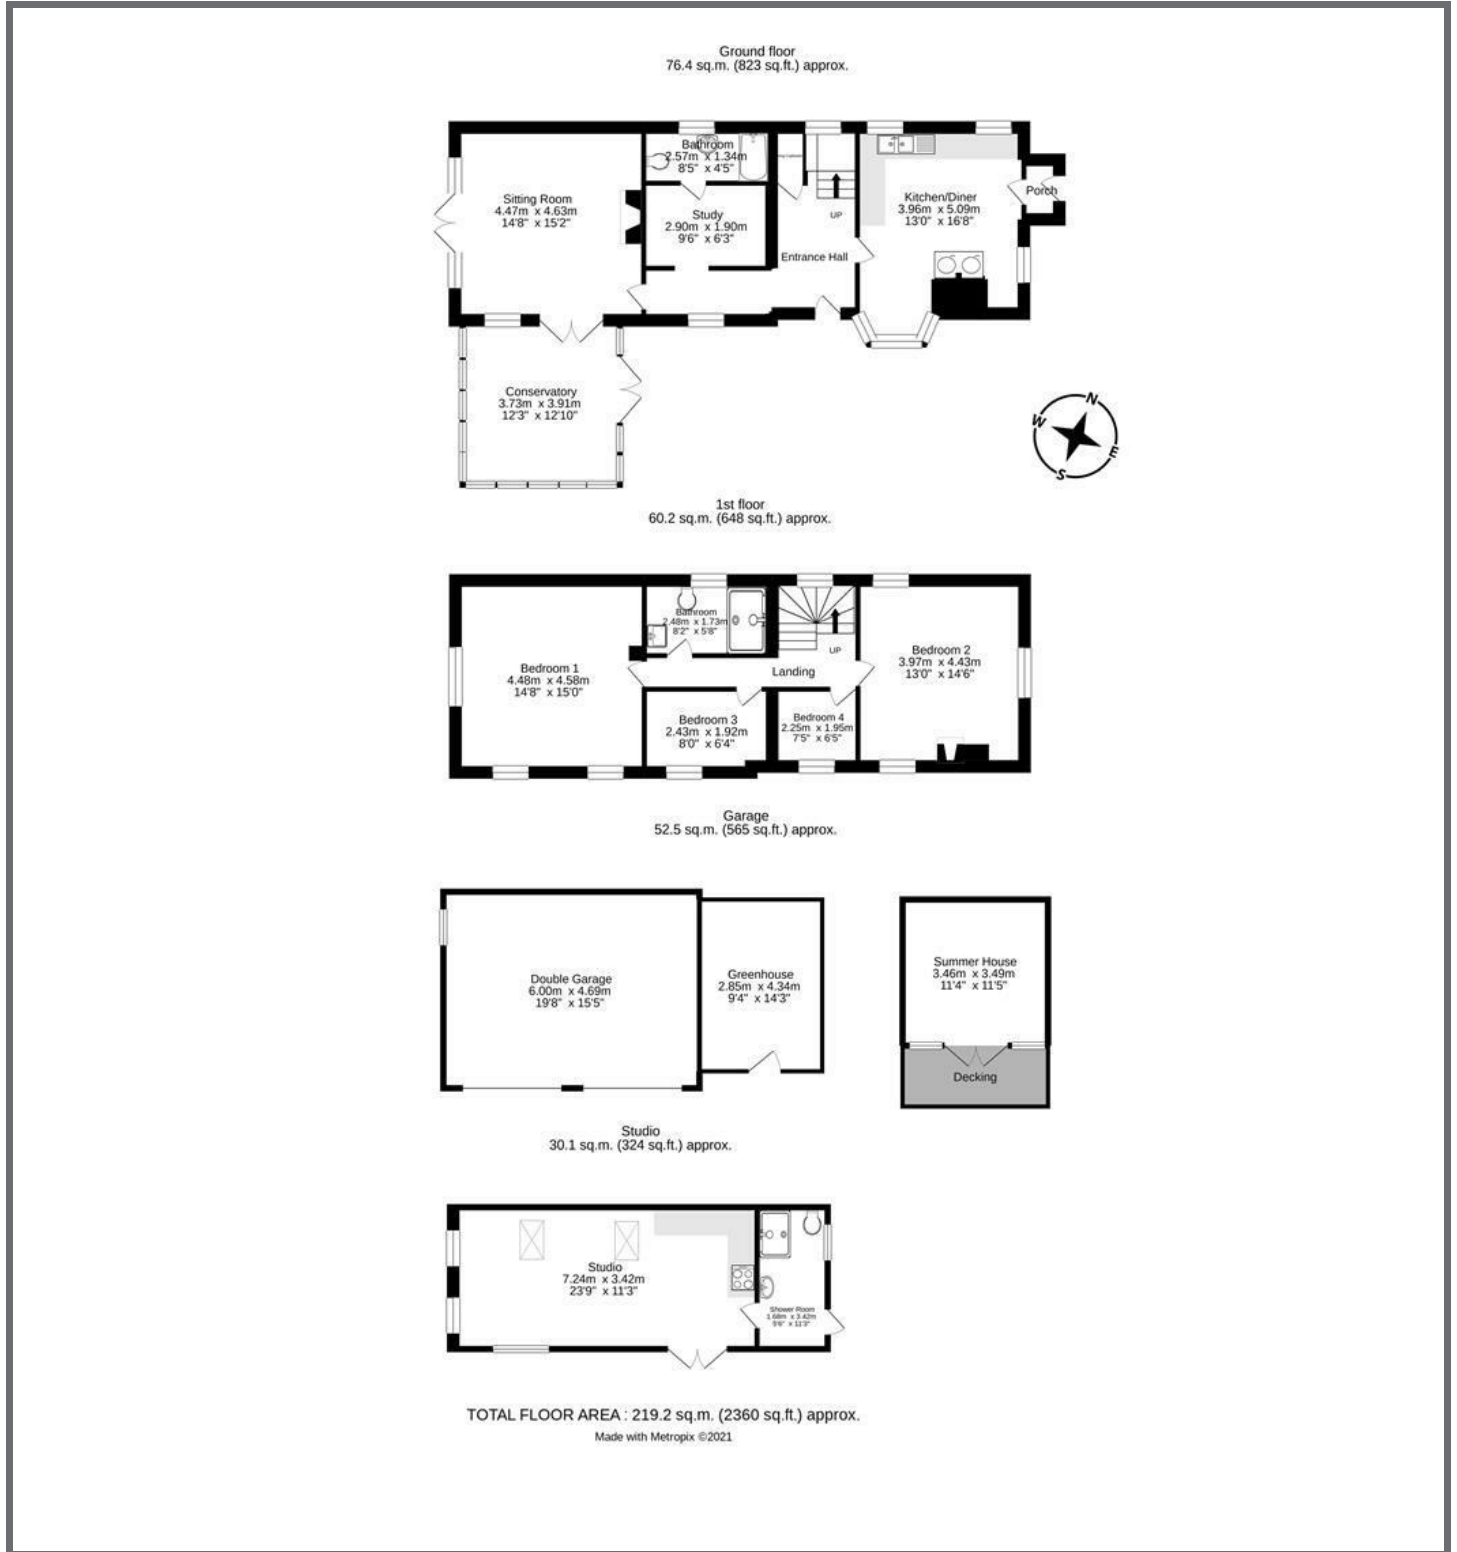 Ground floor
76.4 sq.m. (823 sq.ft.) approx.
Bathroom
2.57m x 1.34m
8'5" x 4'5"
Sitting Room
4.47m x 4.63m
14'8" x 15'2"
Study
2.90m x 1.90m
9'6" x 6'3"
UP
Entrance Hall
Kitchen/Diner
3.96m x 5.09m
13'0" x 16'8"
Porch
Conservatory
3.73m x 3.91m
12'3" x 12'10"
N
W
E
S
1st floor
60.2 sq.m. (648 sq.ft.) approx.
Bathroom
2.48m x 1.73m
8'2" x 5'8"
Bedroom 1
4.48m x 4.58m
14'8" x 15'0"
UP
Landing
Bedroom 2
3.97m x 4.43m
13'0" x 14'6"
Bedroom 3
2.43m x 1.92m
8'0" x 6'4"
Bedroom 4
2.25m x 1.95m
7'5" x 6'5"
Garage
52.5 sq.m. (565 sq.ft.) approx.
Double Garage
6.00m x 4.69m
19'8" x 15'5"
Greenhouse
2.85m x 4.34m
9'4" x 14'3"
Summer House
3.46m x 3.49m
11'4" x 11'5"
Decking
Studio
30.1 sq.m. (324 sq.ft.) approx.
Studio
7.24m x 3.42m
23'9" x 11'3"
Shower Room
1.68m x 3.42m
5'6" x 11'3"
TOTAL FLOOR AREA : 219.2 sq.m. (2360 sq.ft.) approx.
Made with Metropix ©2021